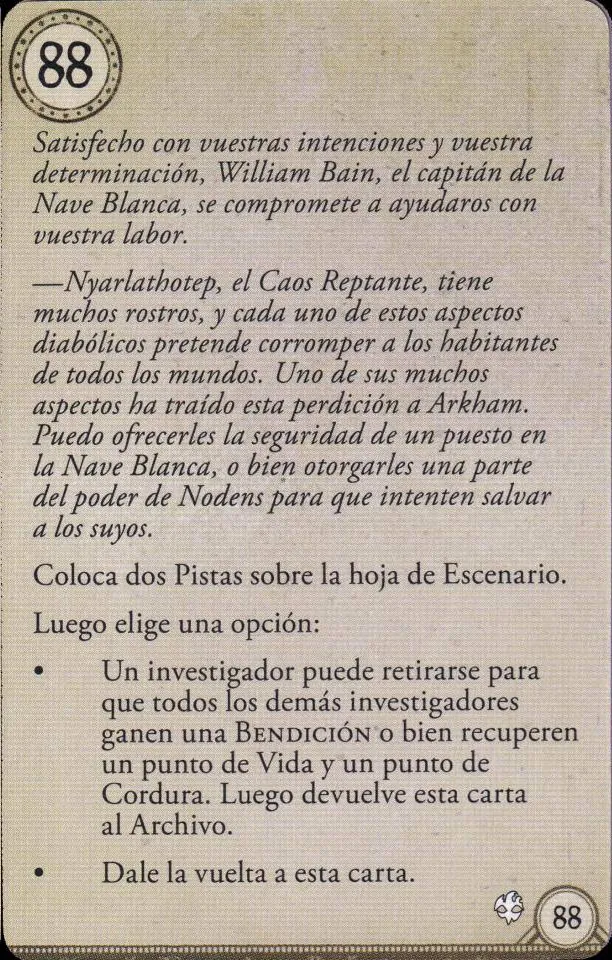 88
Satisfecho con vuestras intenciones y vuestra
determinación, William Bain, el capitán de la
Nave Blanca, se compromete a ayudaros con
vuestra labor.
—Nyarlathotep, el Caos Reptante, tiene
muchos rostros, y cada uno de estos aspectos
diabólicos pretende corromper a los habitantes
de todos los mundos. Uno de sus muchos
aspectos ha traído esta perdición a Arkham.
Puedo ofrecerles la seguridad de un puesto en
la Nave Blanca, o bien otorgarles una parte
del poder de Nodens para que intenten salvar
a los suyos.
Coloca dos Pistas sobre la hoja de Escenario.
Luego elige una opción:
• Un investigador puede retirarse para
que todos los demás investigadores
ganen una BENDICIÓN o bien recuperen
un punto de Vida y un punto de
Cordura. Luego devuelve esta carta
al Archivo.
• Dale la vuelta a esta carta.
88